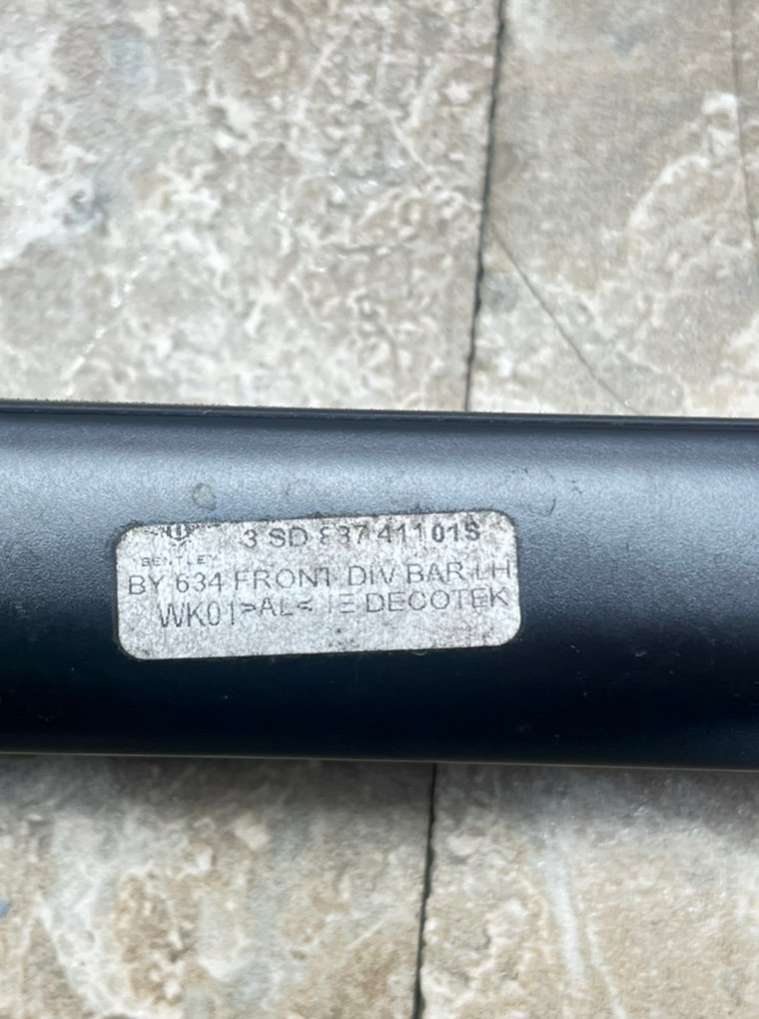 3 SD 837 411 01S
BENTLEY
BY 634 FRONT DIV BAR LH
WK01 >AL< IE DECOTEK